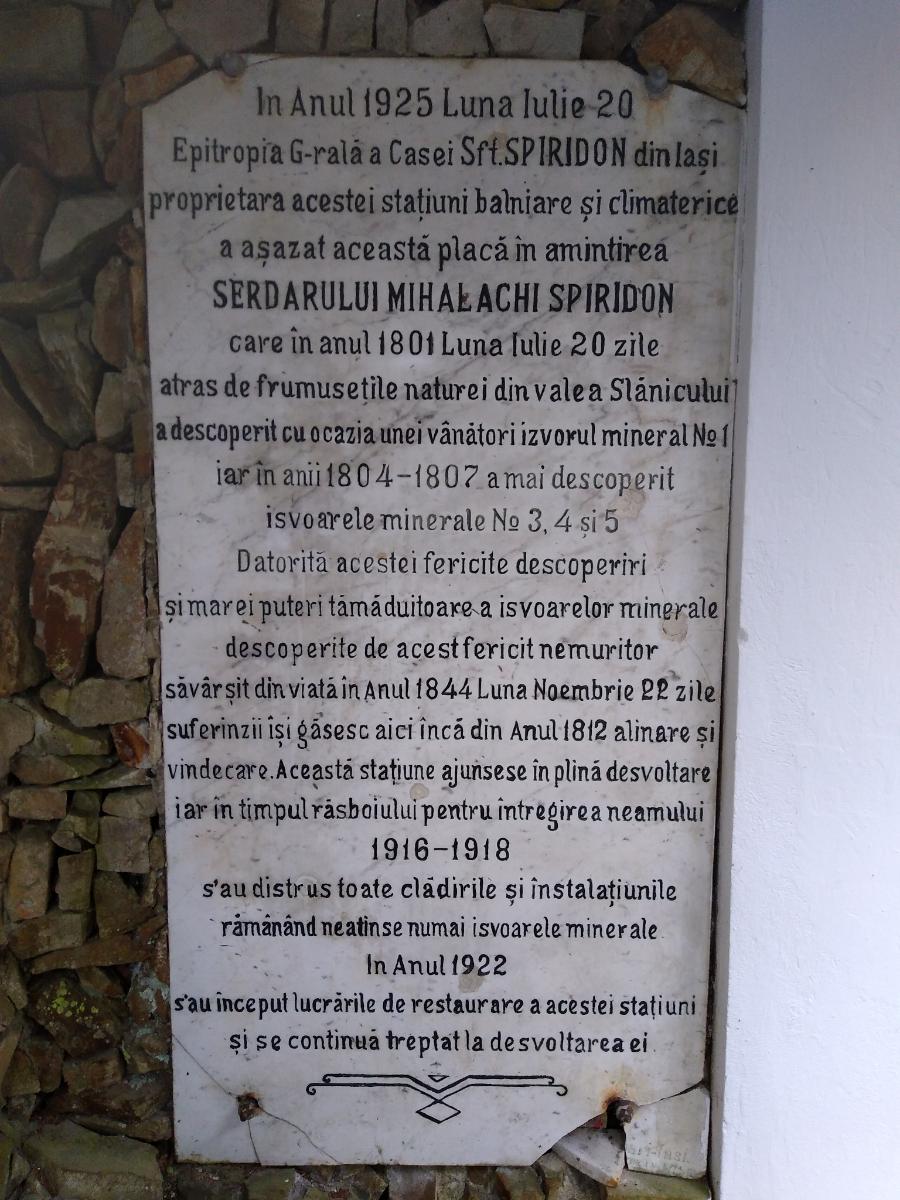 In Anul 1925 Luna Iulie 20
Epitropia G-rală a Casei Sft. SPIRIDON din Iași
proprietara acestei stațiuni balniare și climaterice
a așazat această placă în amintirea
SERDARULUI MIHALACHI SPIRIDON
care în anul 1801 Luna Iulie 20 zile
atras de frumusețile naturei din valea Slănicului
a descoperit cu ocazia unei vânători izvorul mineral № 1
iar în anii 1804-1807 a mai descoperit
isvoarele minerale № 3, 4 și 5
Datorită acestei fericite descoperiri
și marei puteri tămăduitoare a isvoarelor minerale
descoperite de acest fericit nemuritor
săvârșit din viată în Anul 1844 Luna Noembrie 22 zile
suferinzii își găsesc aici încă din Anul 1812 alinare și
vindecare. Această stațiune ajunsese în plină desvoltare
iar în timpul răsboiului pentru întregirea neamului
1916-1918
s'au distrus toate clădirile și instalațiunile
rămânând neatinse numai isvoarele minerale
In Anul 1922
s'au început lucrările de restaurare a acestei stațiuni
și se continuă treptat la desvoltarea ei